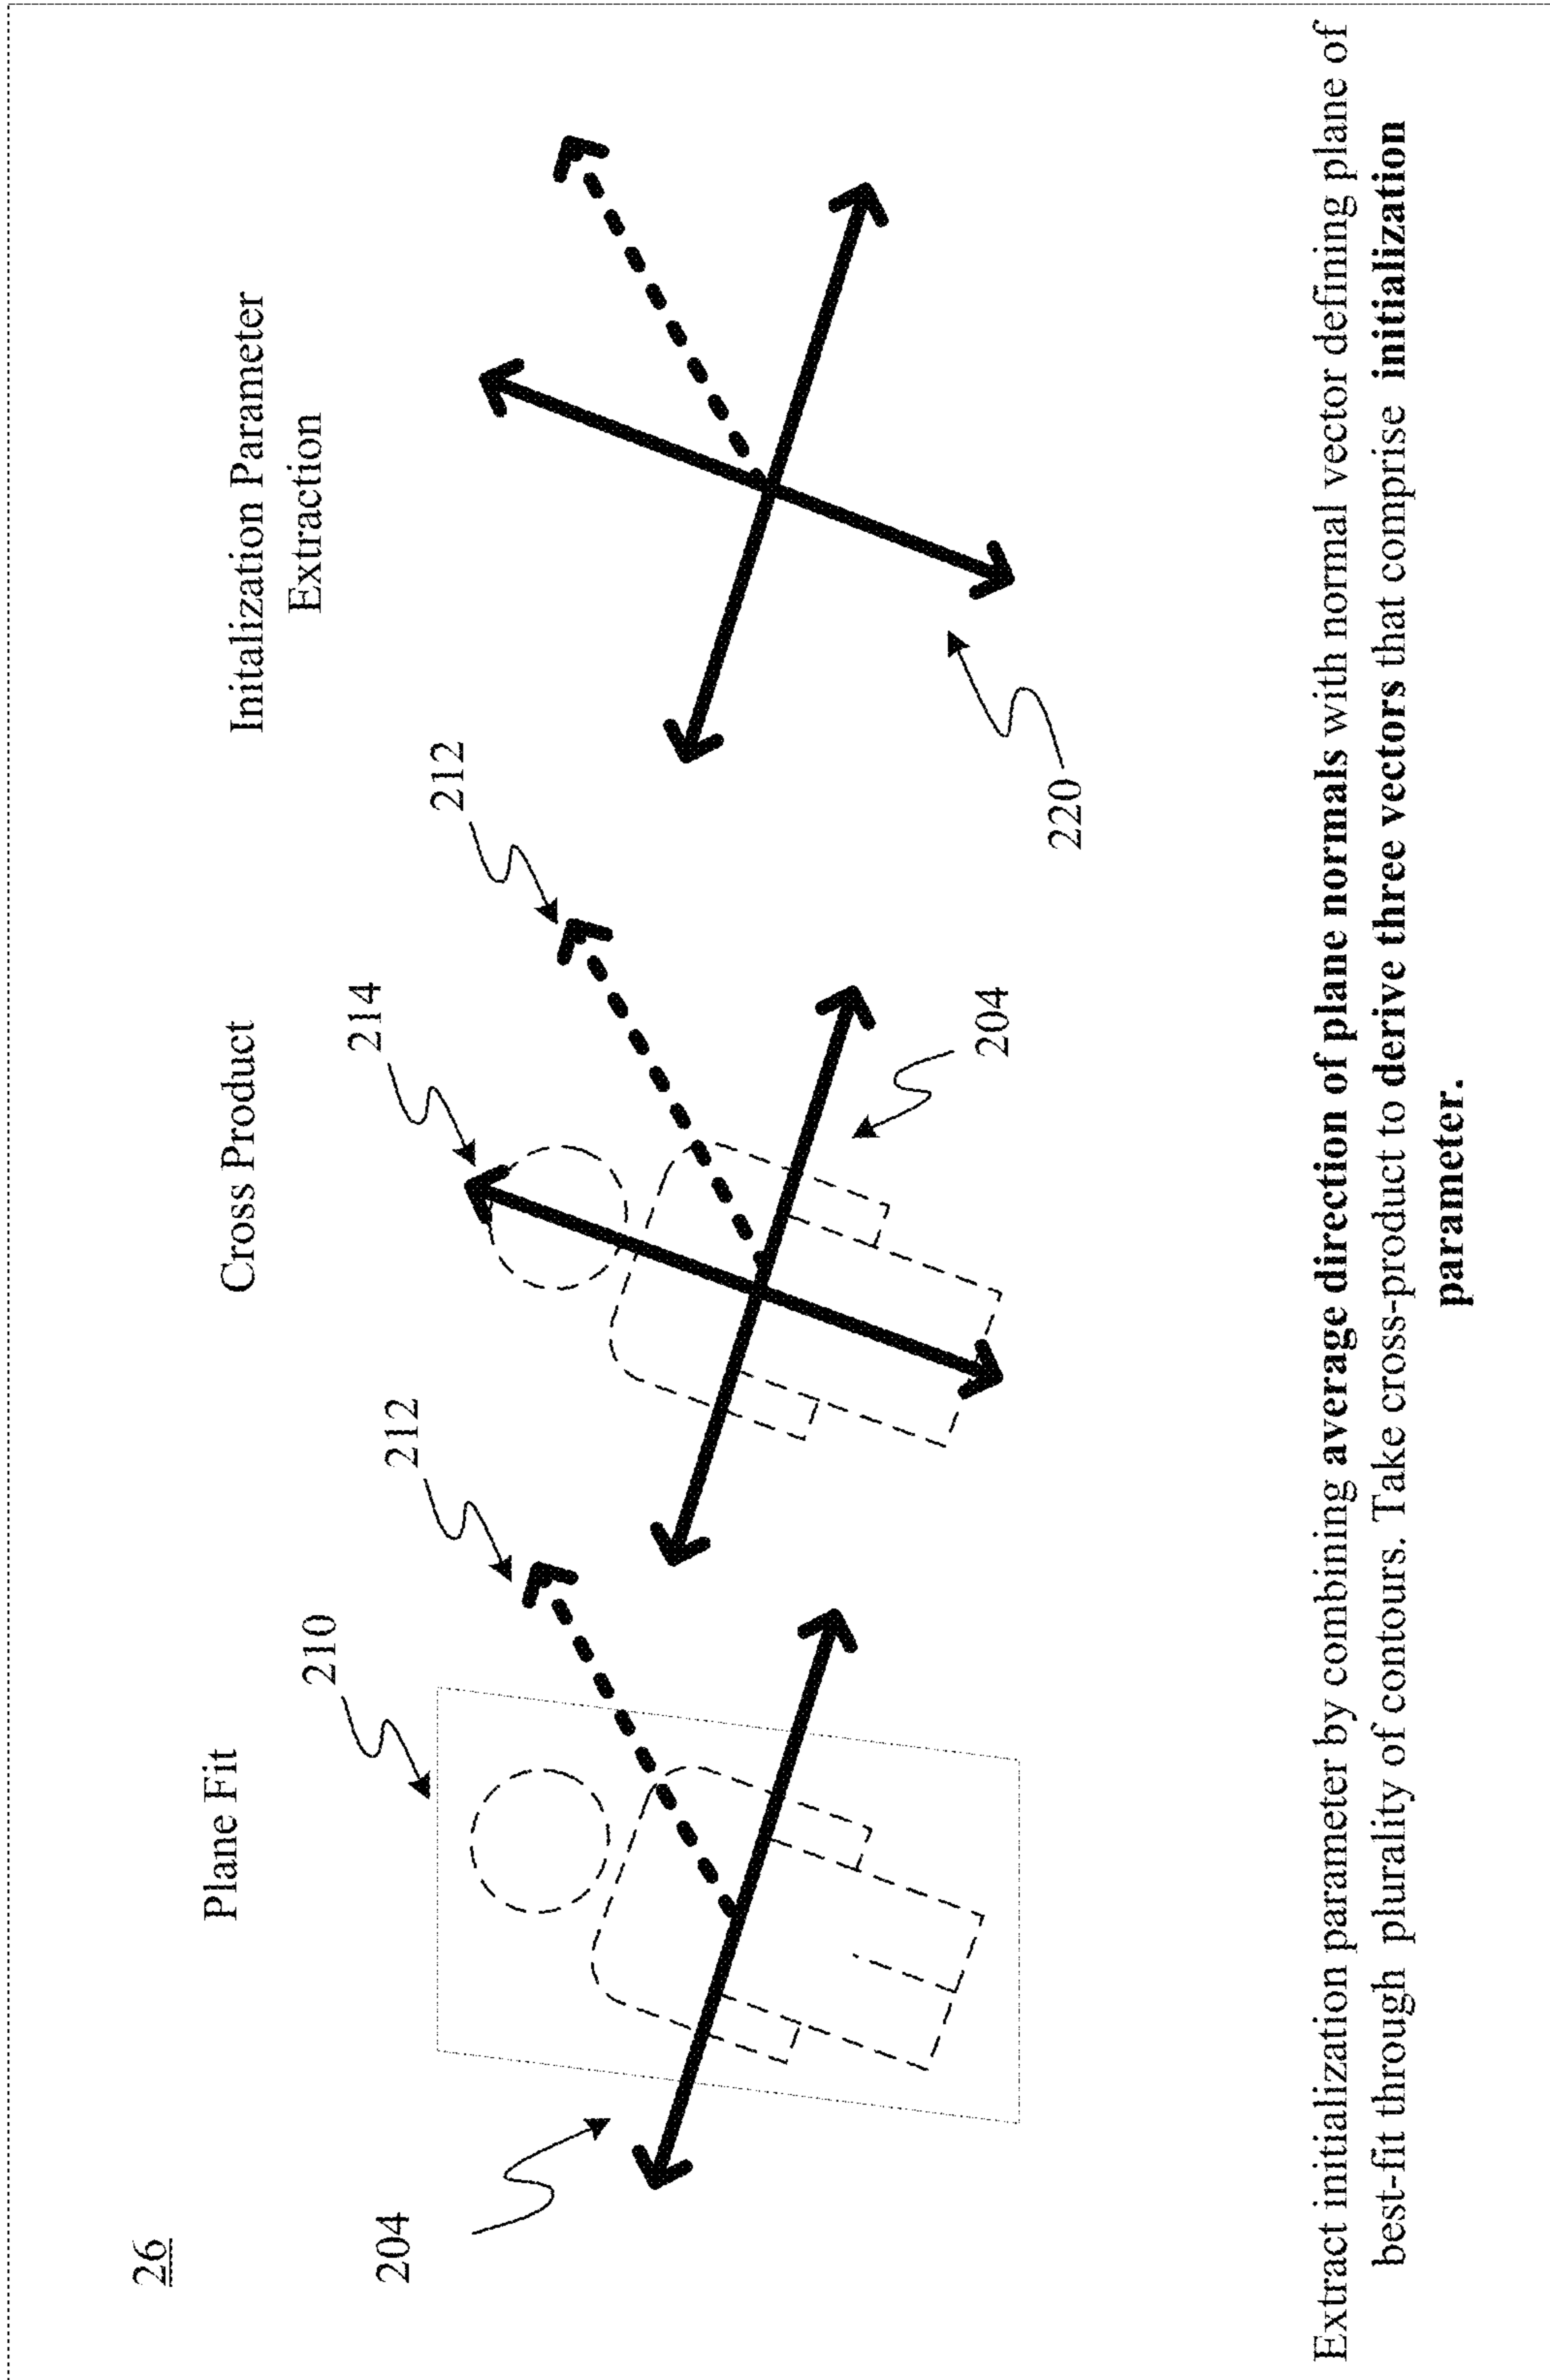 26
Plane Fit
Cross Product
Initalization Parameter
Extraction
204
210
212
214
212
204
220
Extract initialization parameter by combining average direction of plane normals with normal vector defining plane of
best-fit through plurality of contours. Take cross-product to derive three vectors that comprise initialization
parameter.